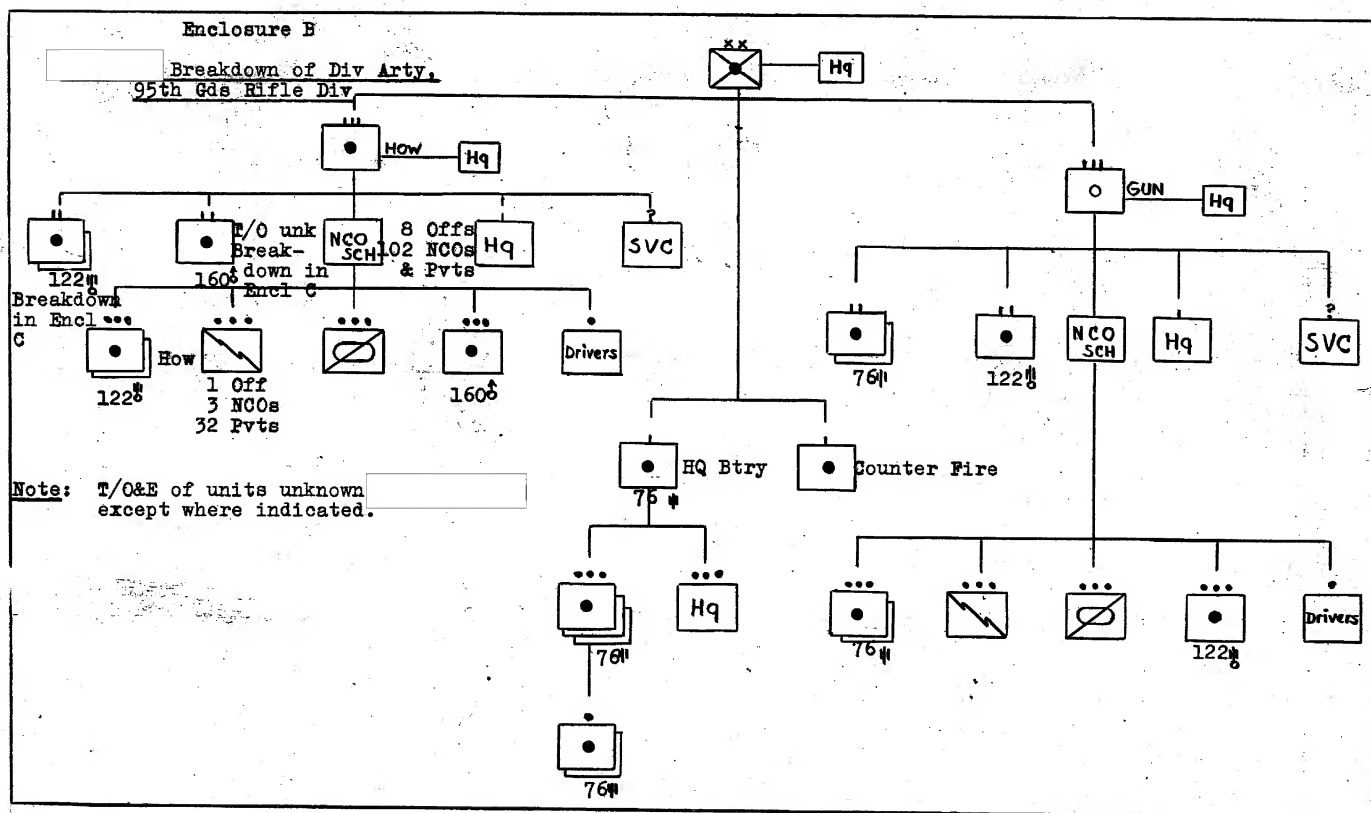 Enclosure B
Breakdown of Div Arty,
95th Gds Rifle Div
xx
Hq
HOW
Hq
GUN
Hq
122
Breakdown
in Encl
C
160
T/O unk
Break-
down in
Encl C
NCO
SCH
8 Offs
102 NCOs
& Pvts
Hq
?
SVC
122
How
1 Off
3 NCOs
32 Pvts
160
Drivers
76
122
NCO
SCH
Hq
?
SVC
HQ Btry
76
Counter Fire
Note: T/O&E of units unknown
except where indicated.
76
Hq
76
76
122
Drivers